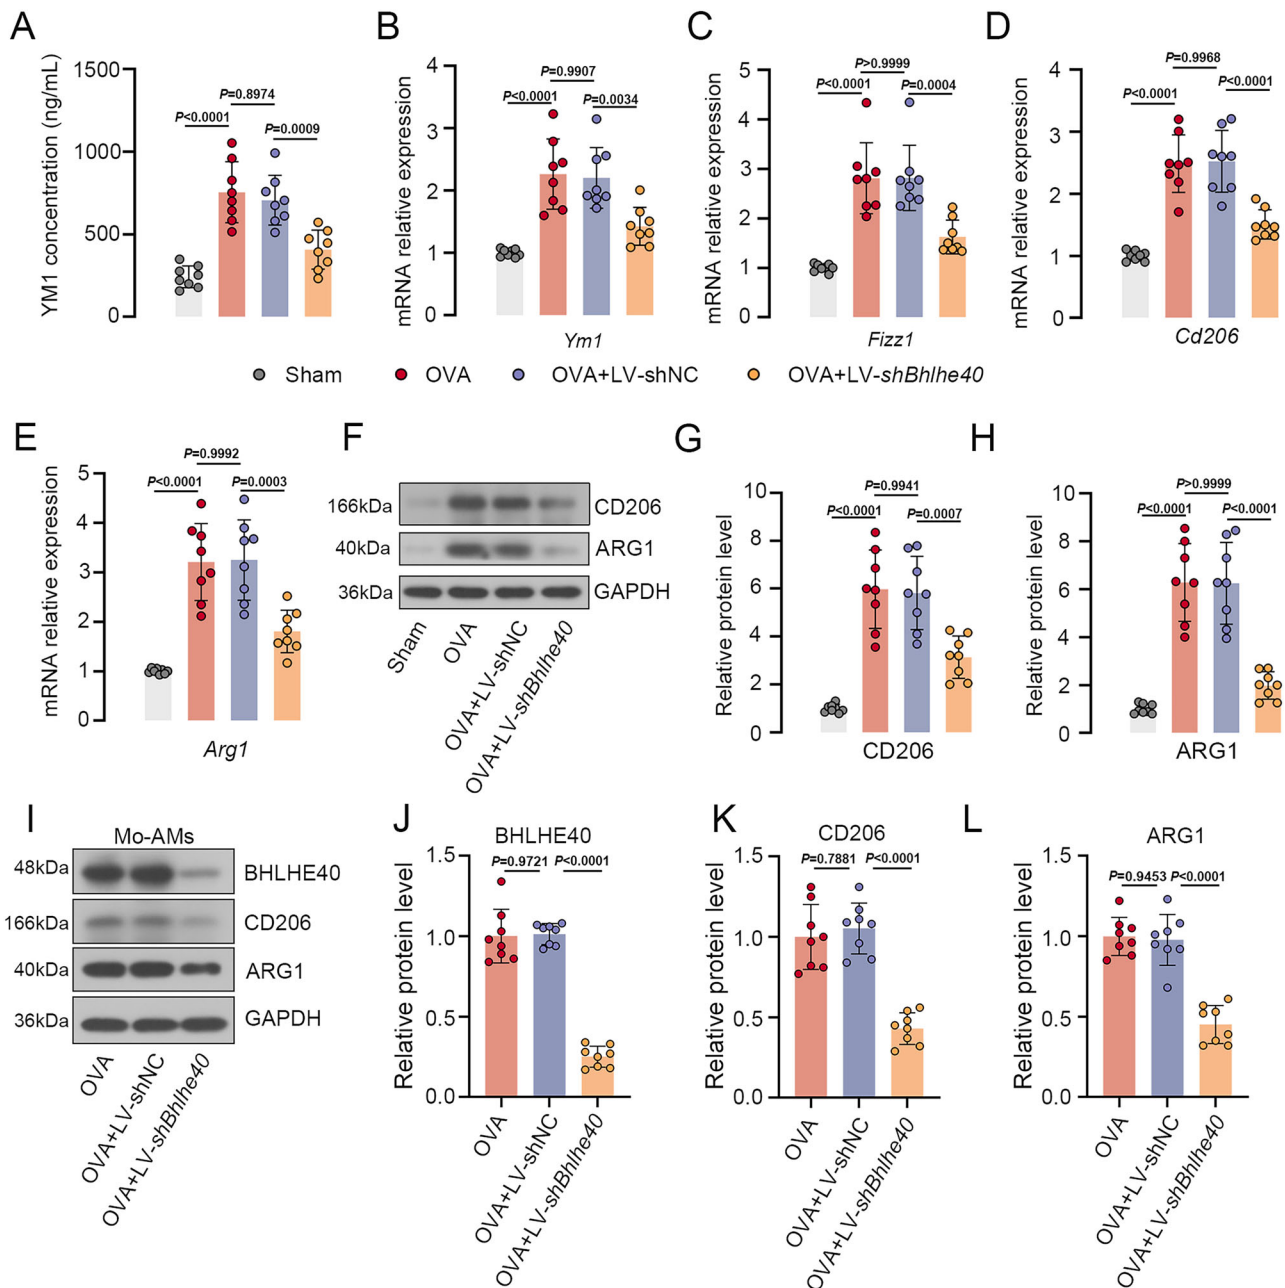 A
YM1 concentration (ng/mL)
1500
1000
500
0
P<0.0001
P=0.8974
P=0.0009
B
mRNA relative expression
4
3
2
1
0
P<0.0001
P=0.9907
P=0.0034
Ym1
C
mRNA relative expression
5
4
3
2
1
0
P<0.0001
P>0.9999
P=0.0004
Fizz1
D
mRNA relative expression
4
3
2
1
0
P<0.0001
P=0.9968
P<0.0001
Cd206
Sham
OVA
OVA+LV-shNC
OVA+LV-shBhlhe40
E
mRNA relative expression
5
4
3
2
1
0
P<0.0001
P=0.9992
P=0.0003
Arg1
F
166kDa
CD206
40kDa
ARG1
36kDa
GAPDH
Sham
OVA
OVA+LV-shNC
OVA+LV-shBhlhe40
G
Relative protein level
10
8
6
4
2
0
P<0.0001
P=0.9941
P=0.0007
CD206
H
Relative protein level
10
8
6
4
2
0
P<0.0001
P>0.9999
P<0.0001
ARG1
I
Mo-AMs
48kDa
BHLHE40
166kDa
CD206
40kDa
ARG1
36kDa
GAPDH
OVA
OVA+LV-shNC
OVA+LV-shBhlhe40
J
BHLHE40
Relative protein level
1.5
1.0
0.5
0.0
P=0.9721
P<0.0001
OVA
OVA+LV-shNC
OVA+LV-shBhlhe40
K
CD206
Relative protein level
1.5
1.0
0.5
0.0
P=0.7881
P<0.0001
OVA
OVA+LV-shNC
OVA+LV-shBhlhe40
L
ARG1
Relative protein level
1.5
1.0
0.5
0.0
P=0.9453
P<0.0001
OVA
OVA+LV-shNC
OVA+LV-shBhlhe40